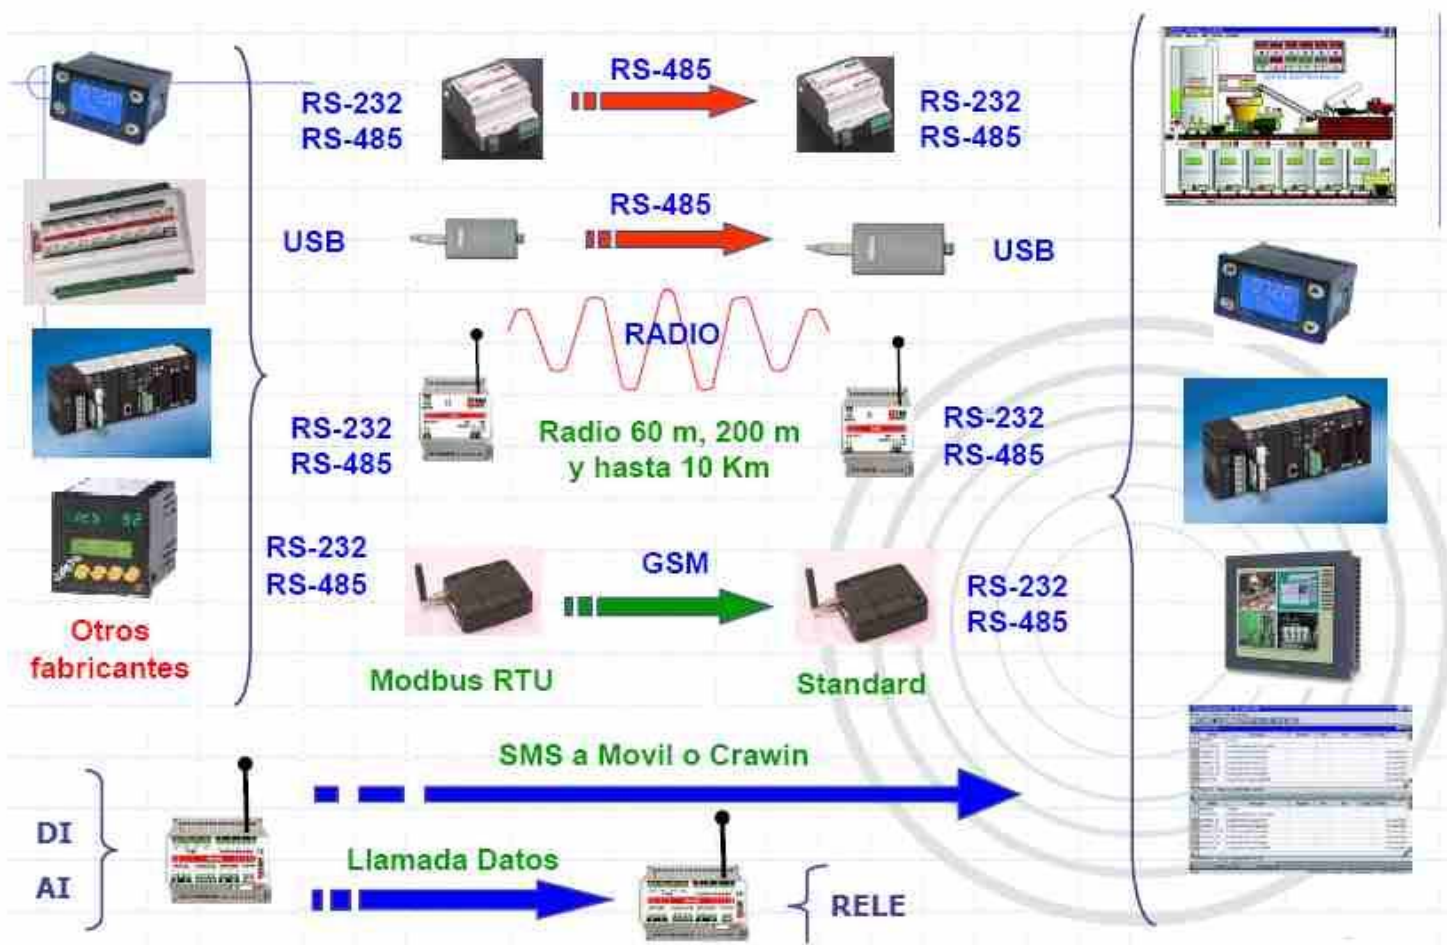 RS-232
RS-485
RS-485
RS-232
RS-485
USB
RS-485
USB
RADIO
RS-232
RS-485
Radio 60 m, 200 m
y hasta 10 Km
RS-232
RS-485
RS-232
RS-485
GSM
RS-232
RS-485
Otros
fabricantes
Modbus RTU
Standard
SMS a Movil o Crawin
DI
AI
Llamada Datos
RELE